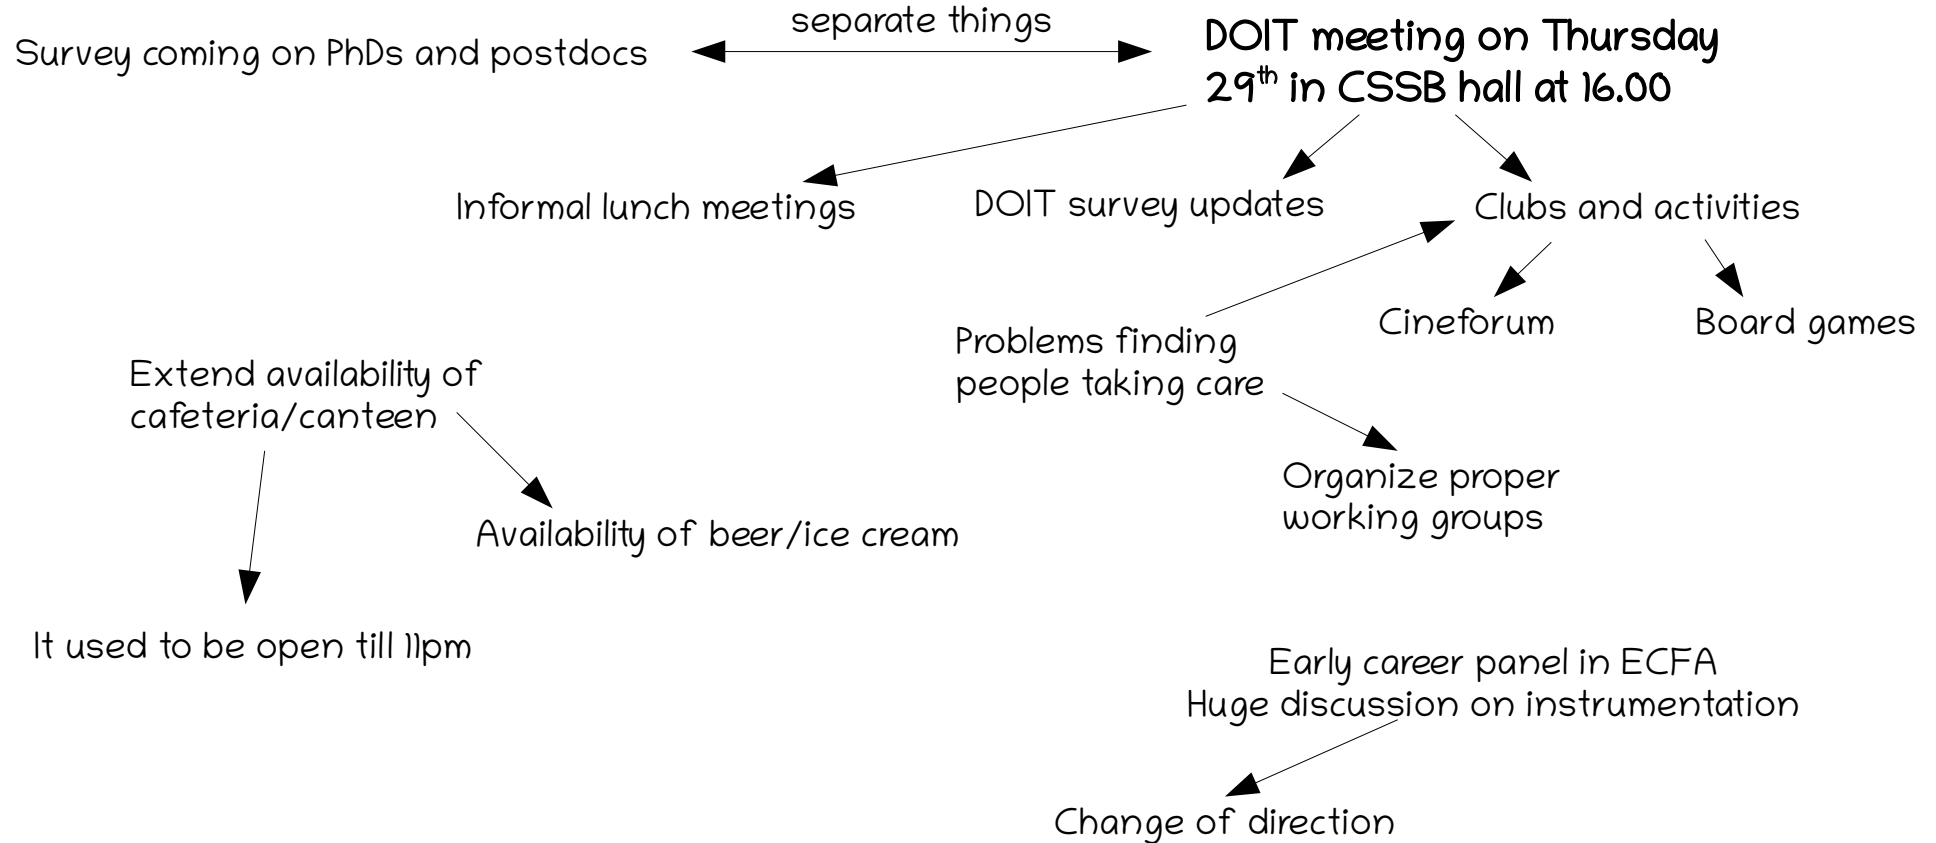 separate things
Survey coming on PhDs and postdocs
DOIT meeting on Thursday
29th in CSSB hall at 16.00
Informal lunch meetings
DOIT survey updates
Clubs and activities
Cineforum
Board games
Problems finding
people taking care
Extend availability of
cafeteria/canteen
Organize proper
working groups
Availability of beer/ice cream
It used to be open till 11pm
Early career panel in ECFA
Huge discussion on instrumentation
Change of direction